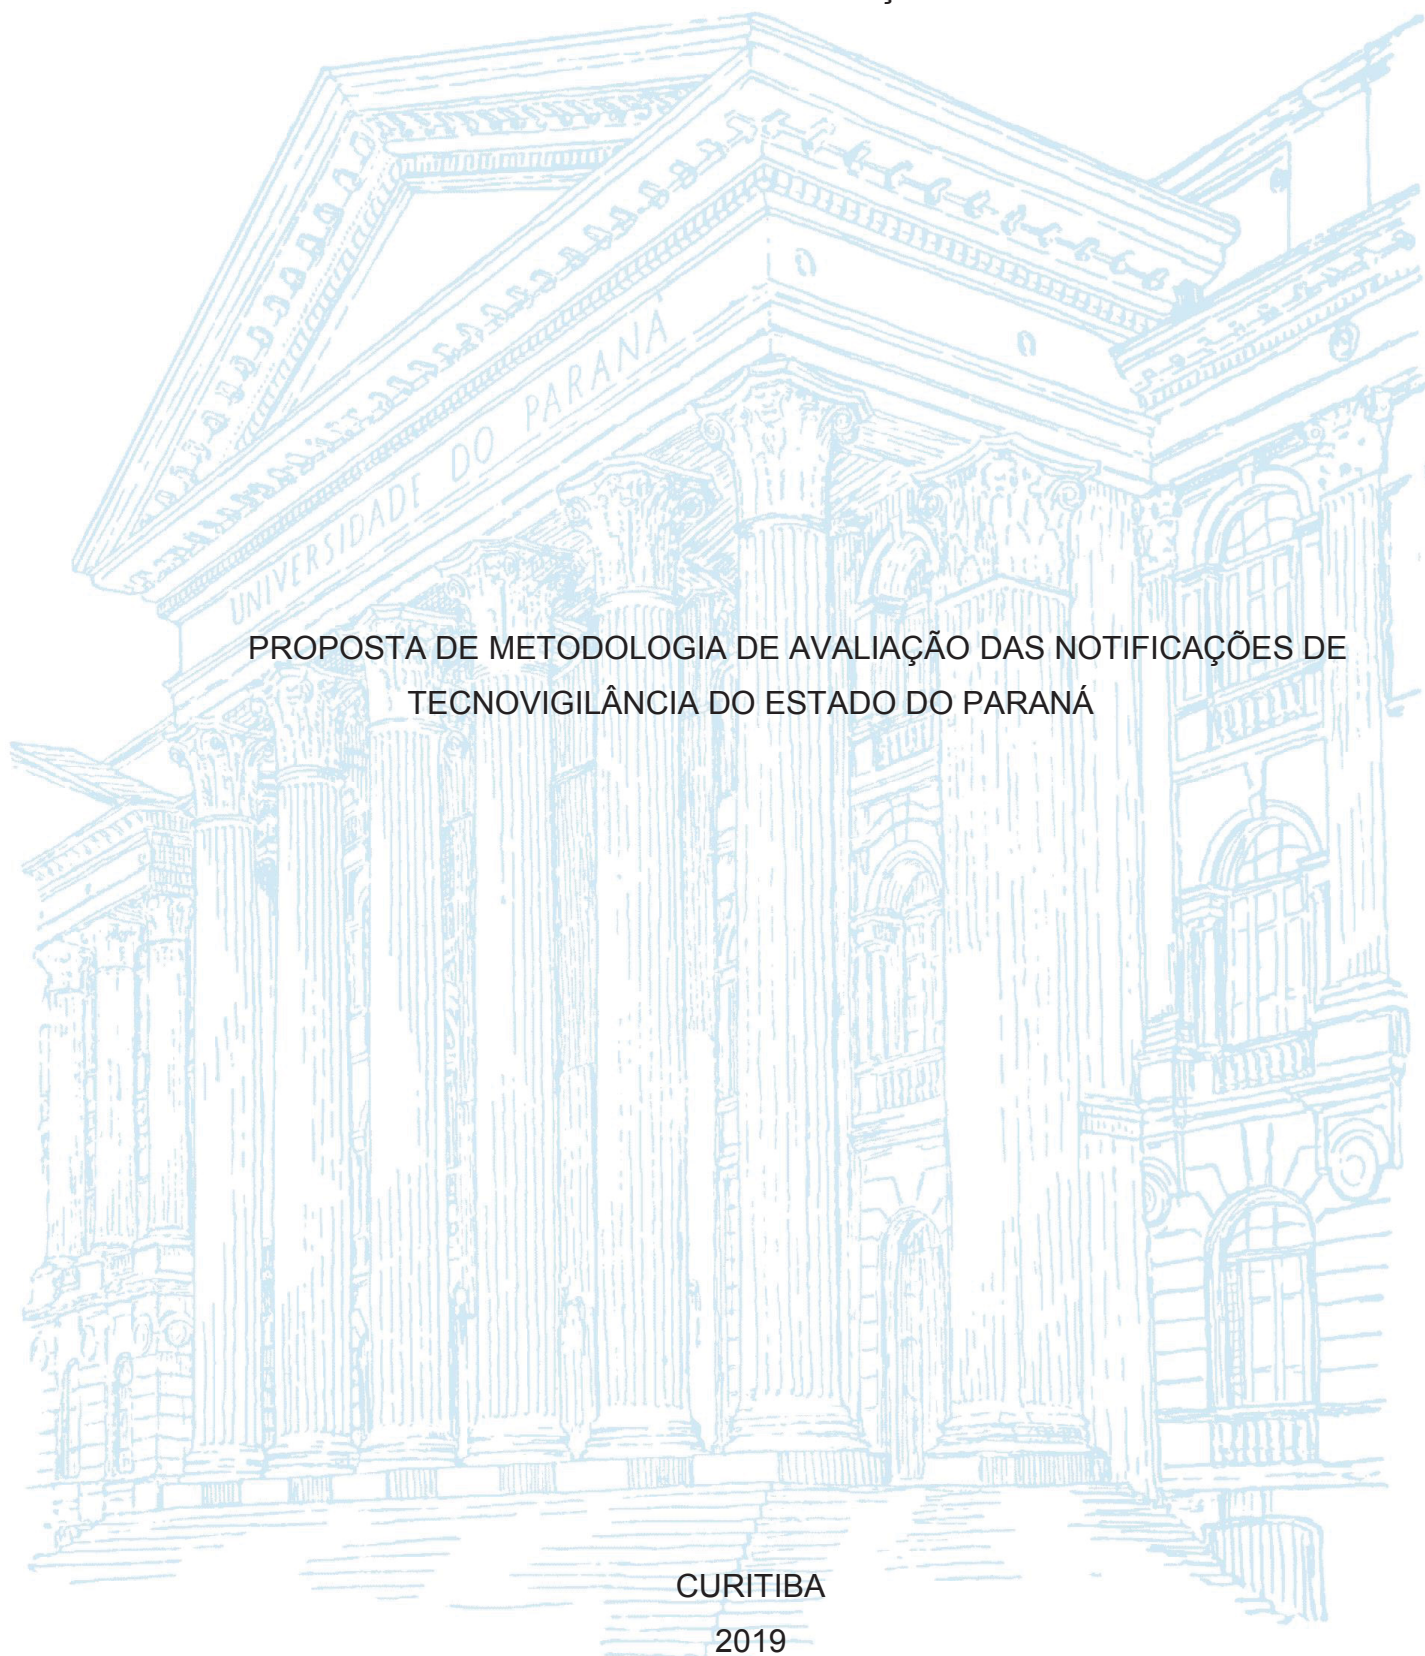 UNIVERSIDADE DO PARANÁ
PROPOSTA DE METODOLOGIA DE AVALIAÇÃO DAS NOTIFICAÇÕES DE
TECNOVIGILÂNCIA DO ESTADO DO PARANÁ
CURITIBA
2019